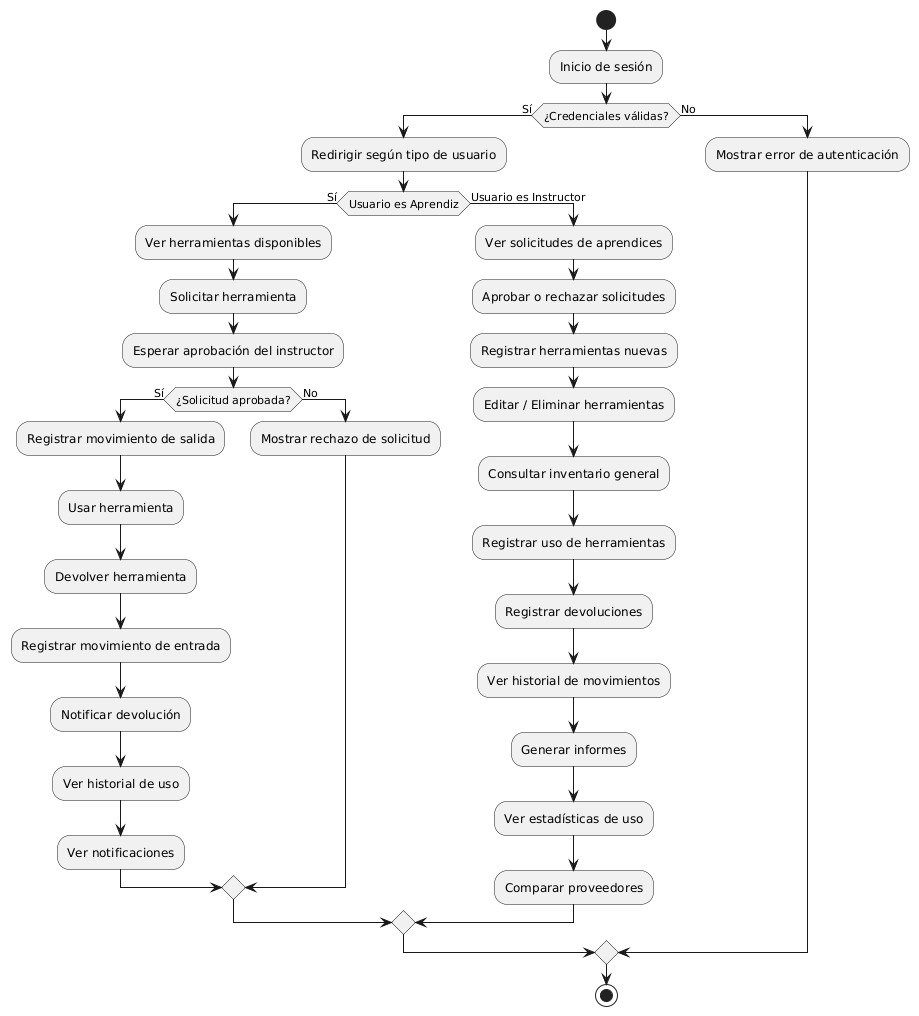 Inicio de sesión
Sí
¿Credenciales válidas?
No
Redirigir según tipo de usuario
Mostrar error de autenticación
Sí
Usuario es Aprendiz
Usuario es Instructor
Ver herramientas disponibles
Solicitar herramienta
Esperar aprobación del instructor
Sí
¿Solicitud aprobada?
No
Registrar movimiento de salida
Usar herramienta
Devolver herramienta
Registrar movimiento de entrada
Notificar devolución
Ver historial de uso
Ver notificaciones
Mostrar rechazo de solicitud
Ver solicitudes de aprendices
Aprobar o rechazar solicitudes
Registrar herramientas nuevas
Editar / Eliminar herramientas
Consultar inventario general
Registrar uso de herramientas
Registrar devoluciones
Ver historial de movimientos
Generar informes
Ver estadísticas de uso
Comparar proveedores